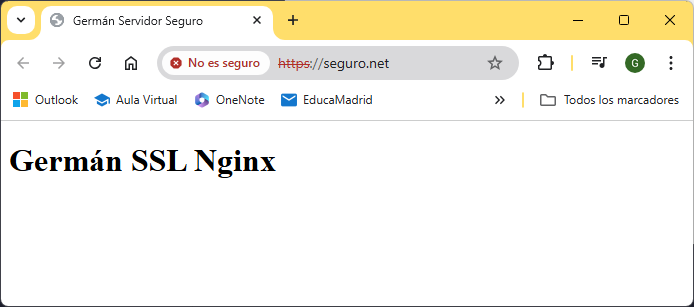 Germán Servidor Seguro
No es seguro https://seguro.net G
Outlook Aula Virtual OneNote EducaMadrid Todos los marcadores
Germán SSL Nginx